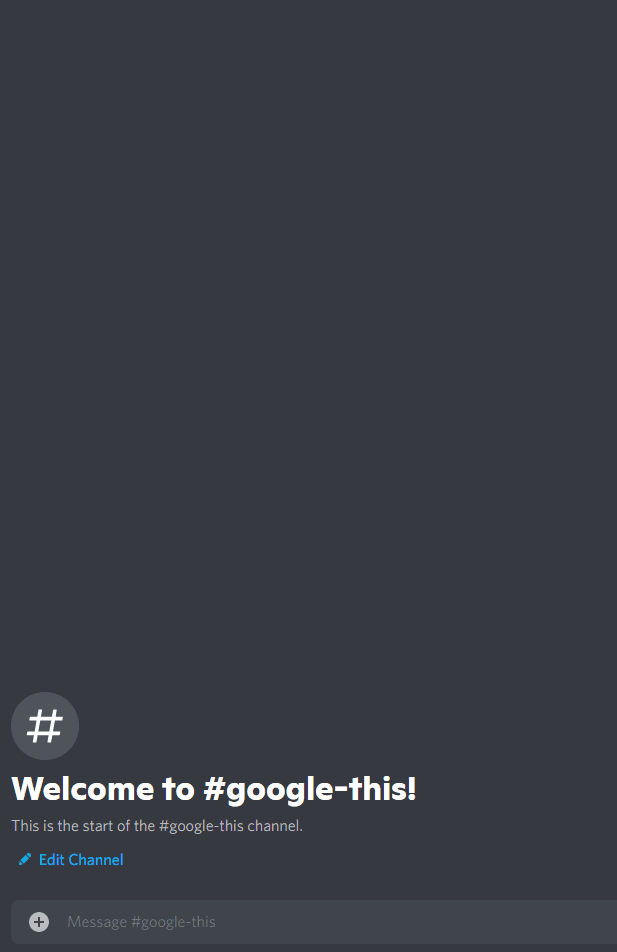 Welcome to #google-this!
This is the start of the #google-this channel.
Edit Channel
Message #google-this